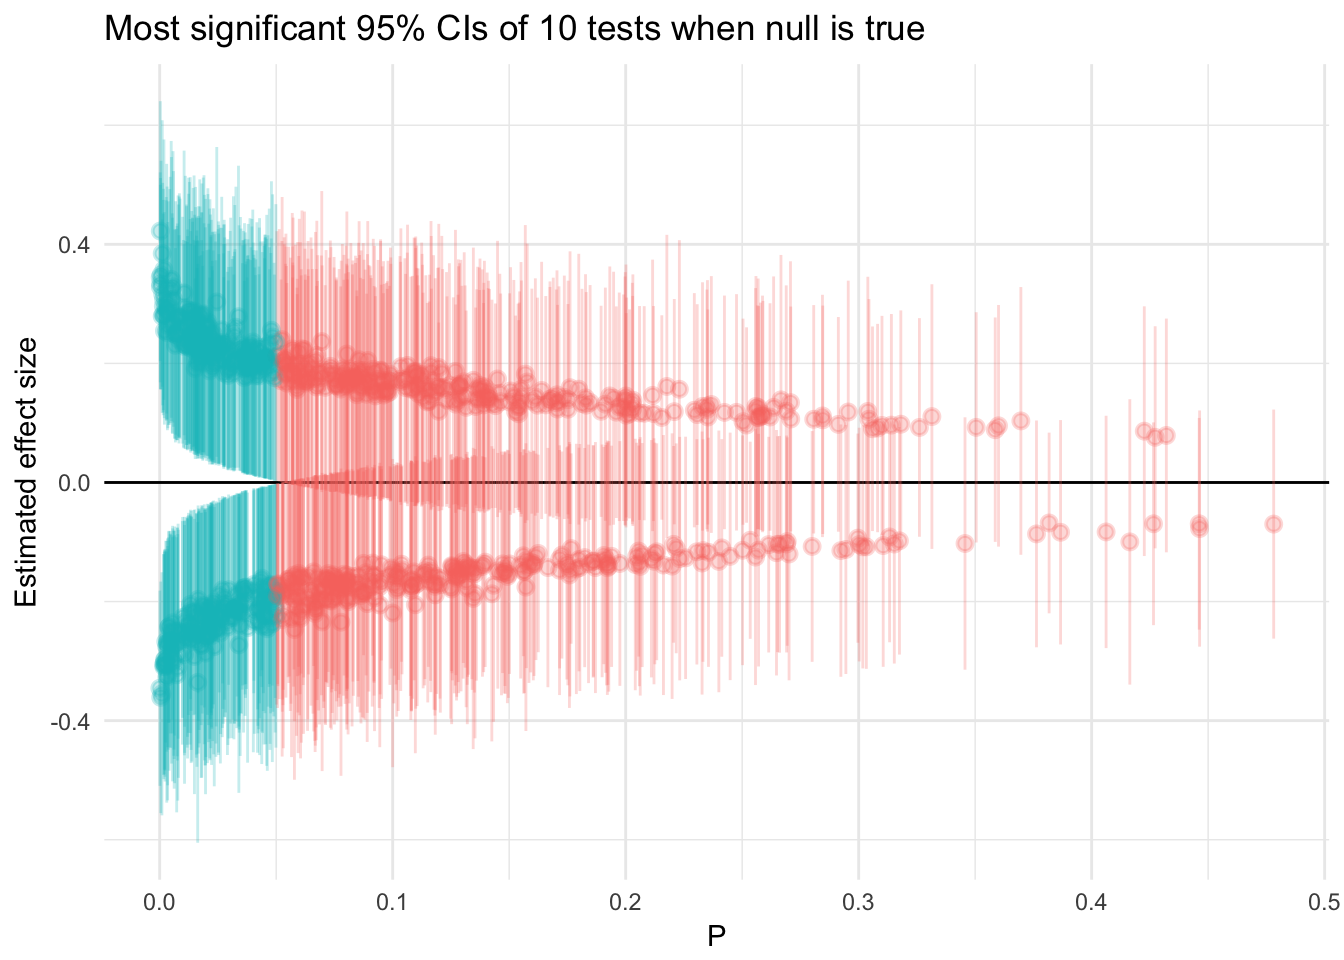 Most significant 95% CIs of 10 tests when null is true
Estimated effect size
0.4
0.0
-0.4
0.0 0.1 0.2 0.3 0.4 0.5
P